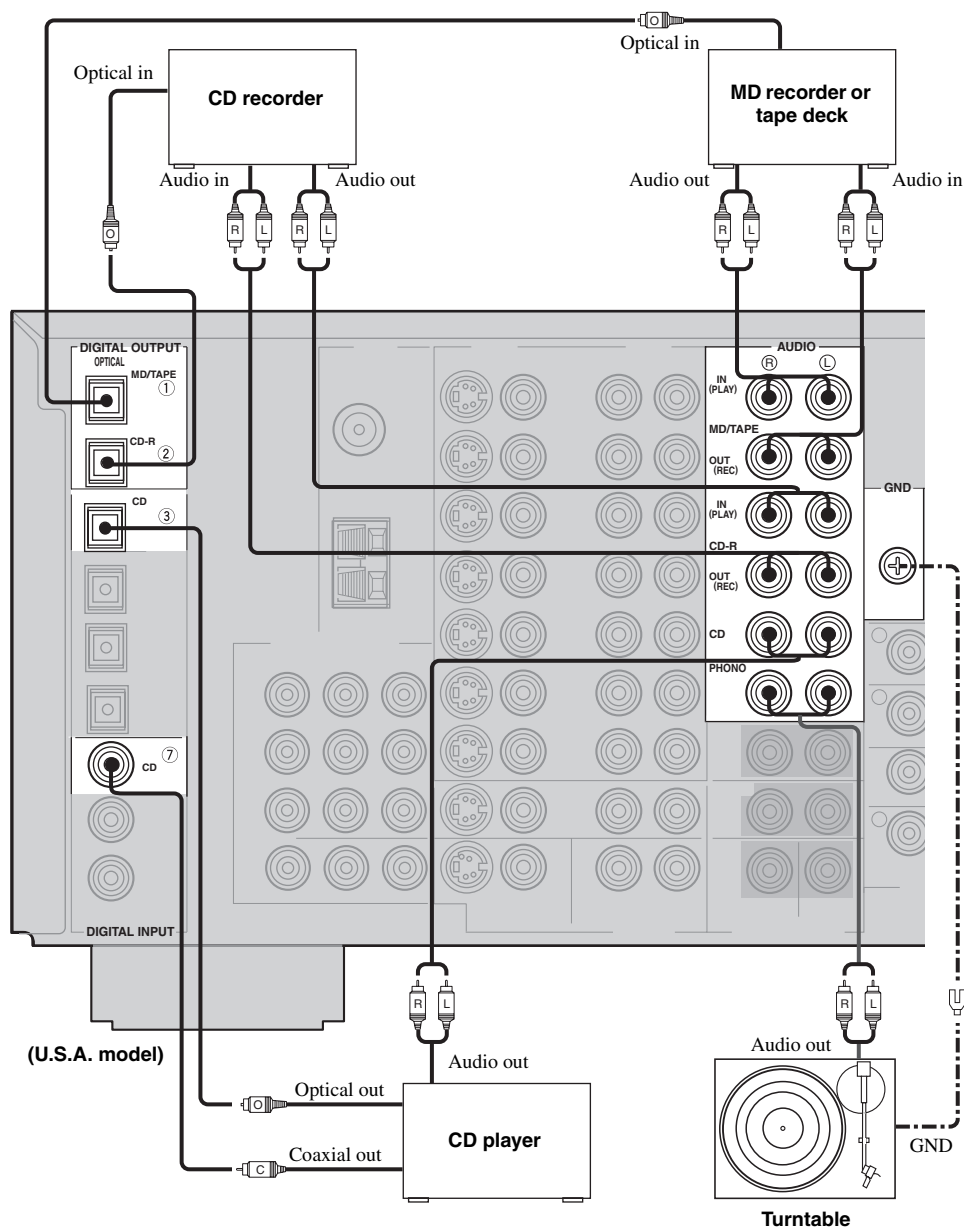 O
Optical in
Optical in
CD recorder
MD recorder or
tape deck
Audio in
Audio out
Audio out
Audio in
O
R
L
R
L
R
L
R
L
DIGITAL OUTPUT
OPTICAL
MD/TAPE
①
CD-R
②
CD
③
CD
⑦
DIGITAL INPUT
AUDIO
Ⓡ
Ⓛ
IN
(PLAY)
MD/TAPE
OUT
(REC)
IN
(PLAY)
CD-R
OUT
(REC)
CD
PHONO
GND
R
L
R
L
(U.S.A. model)
Audio out
Audio out
Optical out
O
CD player
Coaxial out
C
GND
Turntable